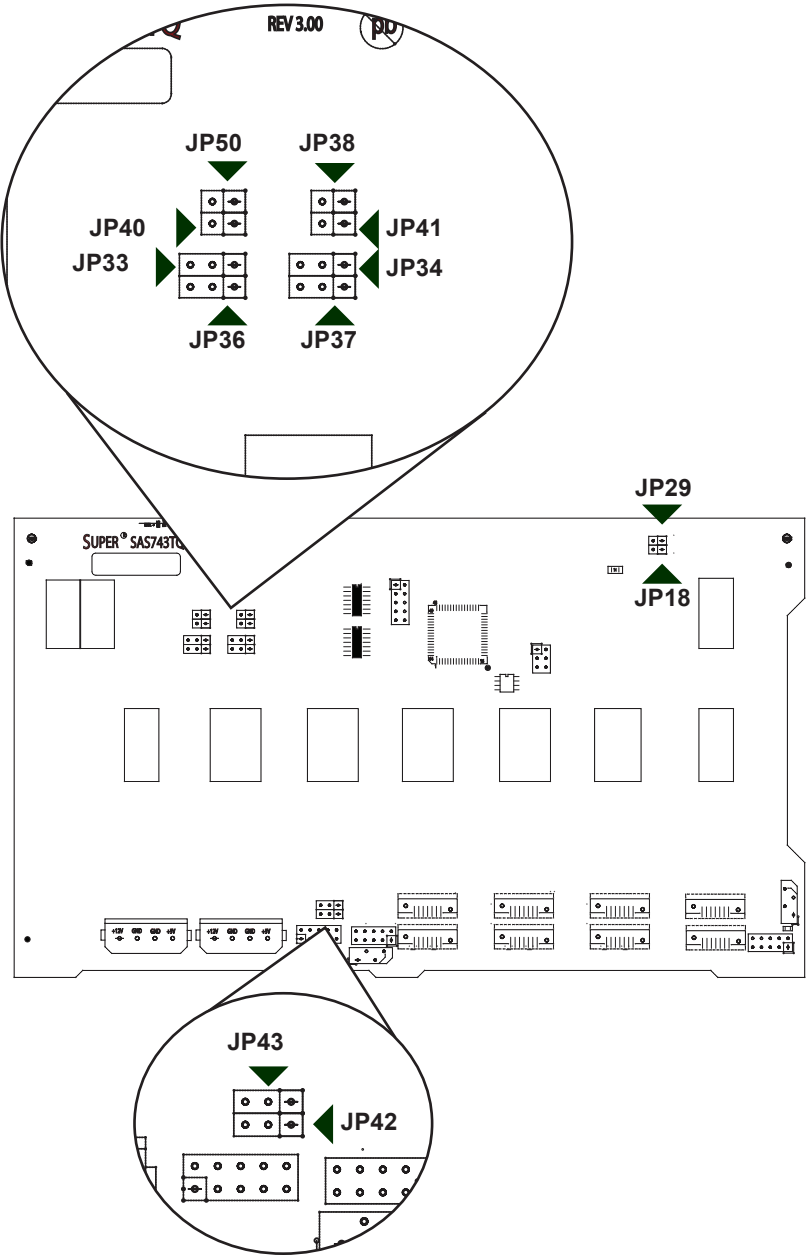 REV 3.00
pb
JP50
JP38
JP40
JP41
JP33
JP34
JP36
JP37
JP29
SUPER SAS743TQ
JP18
+12V GND GND +5V
+12V GND GND +5V
JP43
JP42